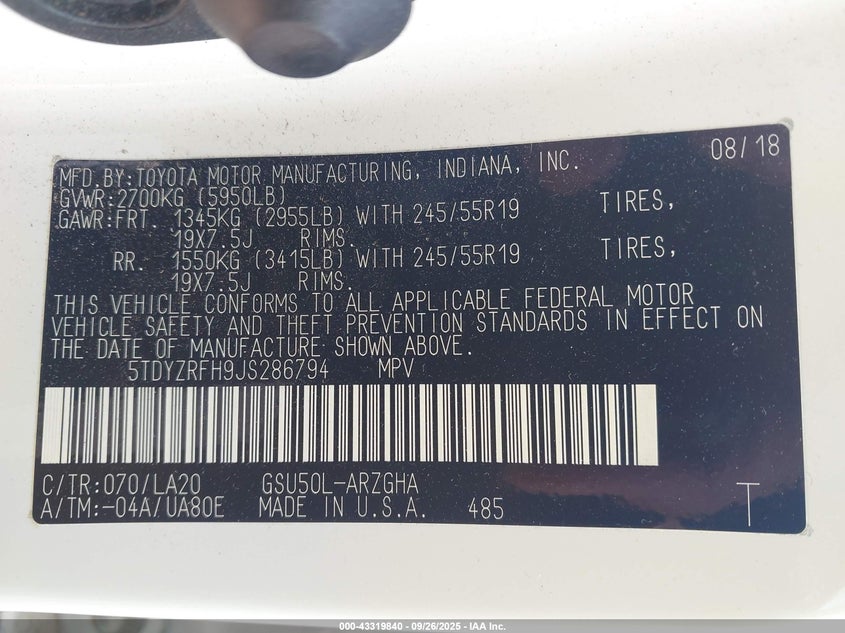 MFD.BY:TOYOTA MOTOR MANUFACTURING, INDIANA, INC. 08/18
GVWR:2700KG (5950LB)
GAWR:FRT. 1345KG (2955LB) WITH 245/55R19 TIRES,
19X7.5J RIMS.
RR. 1550KG (3415LB) WITH 245/55R19 TIRES,
19X7.5J RIMS.
THIS VEHICLE CONFORMS TO ALL APPLICABLE FEDERAL MOTOR
VEHICLE SAFETY AND THEFT PREVENTION STANDARDS IN EFFECT ON
THE DATE OF MANUFACTURE SHOWN ABOVE.
5TDYZRFH9JS286794 MPV
C/TR:070/LA20 GSU50L-ARZGHA
A/TM:-04A/UA80E MADE IN U.S.A. 485 T
000-43319840 - 09/26/2025 - IAA Inc.